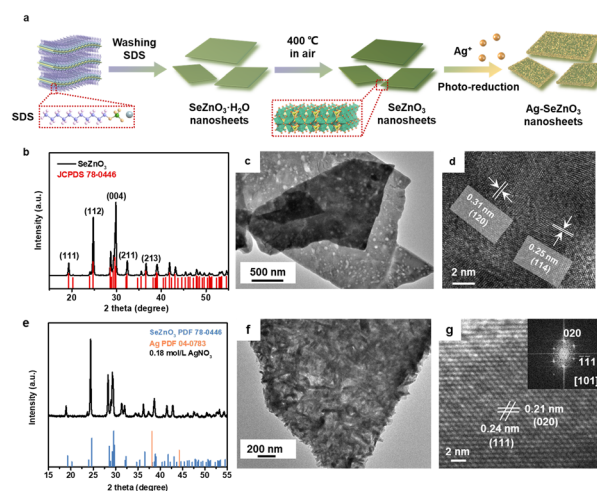 a
Washing
SDS
400 ℃
in air
Ag⁺
Photo-reduction
SDS
SeZnO₃·H₂O
nanosheets
SeZnO₃
nanosheets
Ag-SeZnO₃
nanosheets
b
Intensity (a.u.)
SeZnO₃
JCPDS 78-0446
(111)
(112)
(004)
(211)
(213)
20
30
40
50
2 theta (degree)
c
500 nm
d
0.31 nm
(120)
0.25 nm
(114)
2 nm
e
Intensity (a.u.)
SeZnO₃ PDF 78-0446
Ag PDF 04-0783
0.18 mol/L AgNO₃
15
20
25
30
35
40
45
50
55
2 theta (degree)
f
200 nm
g
020
111
[101]
0.21 nm
(020)
0.24 nm
(111)
2 nm